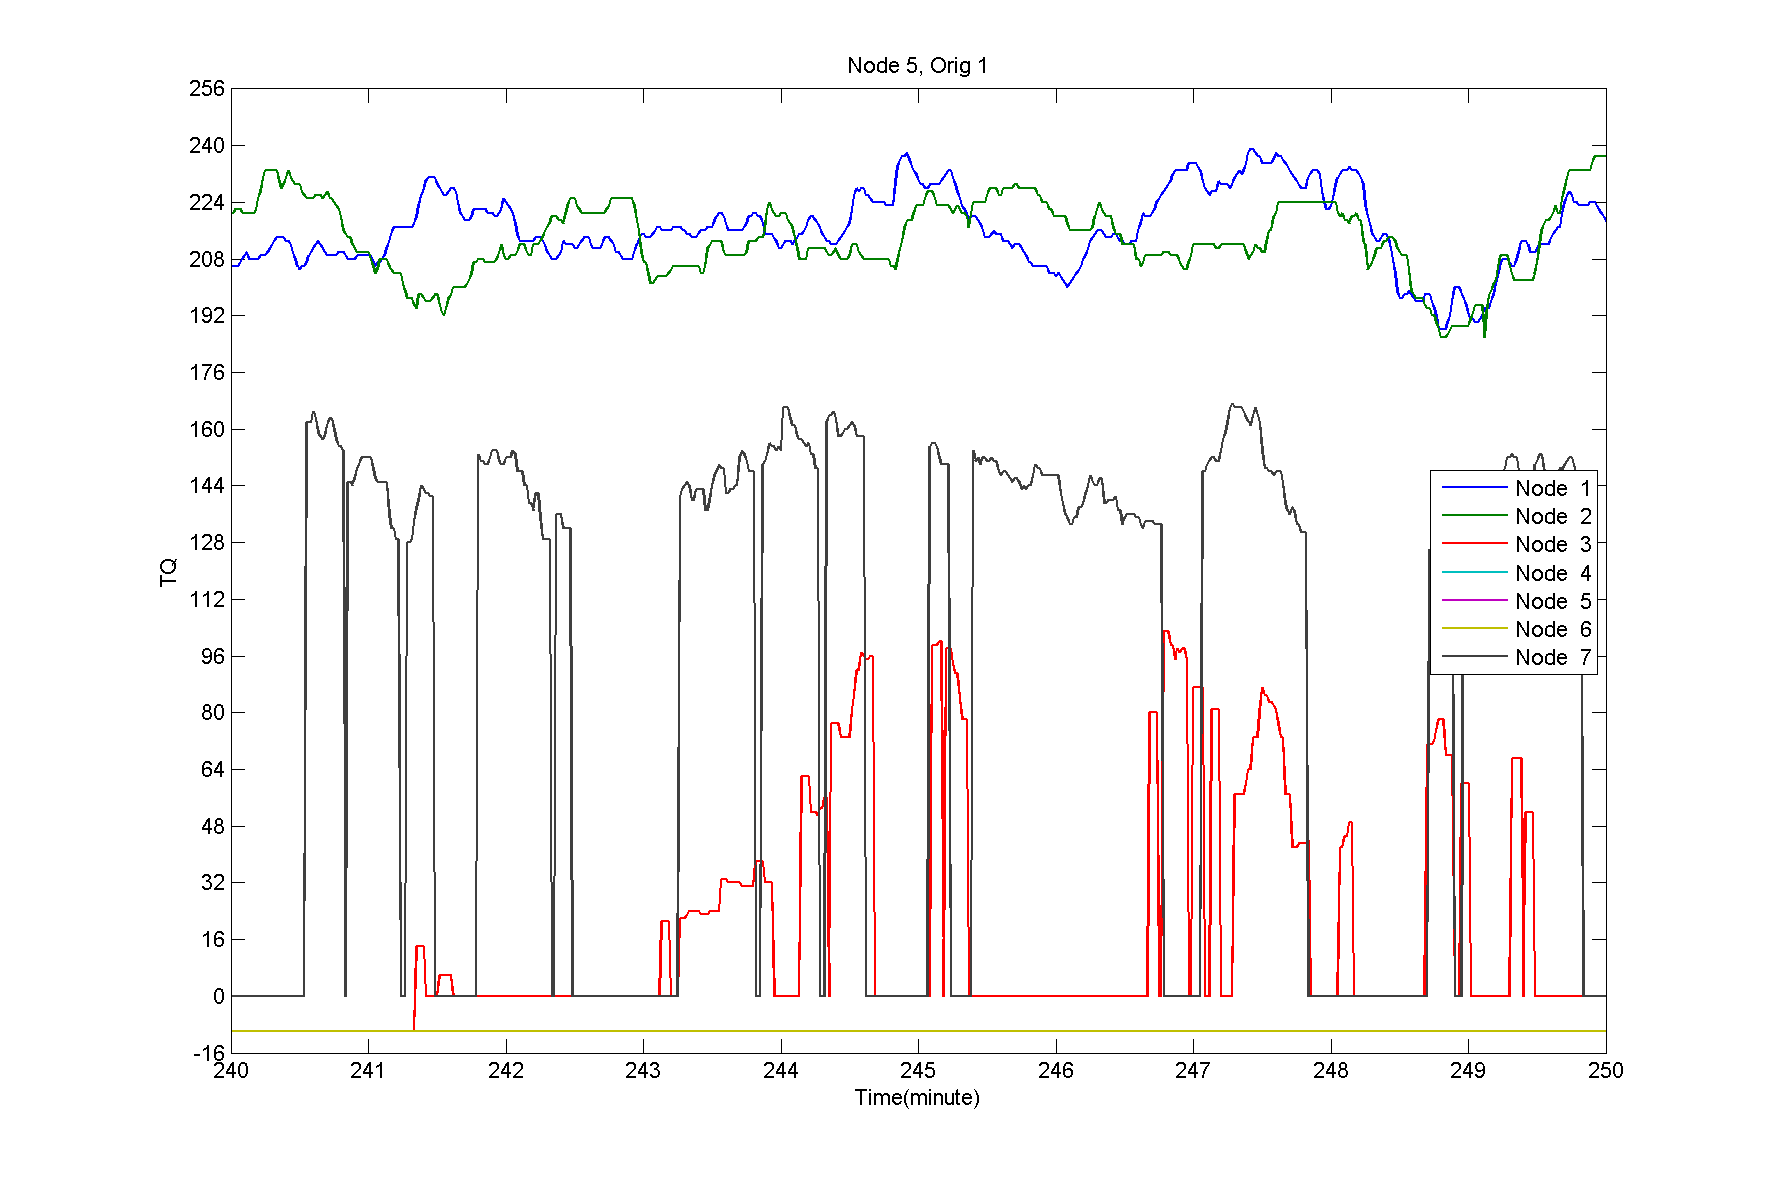 Node 5, Orig 1
256
240
224
208
192
176
160
144
128
112
96
80
64
48
32
16
0
-16
TQ
Node 1
Node 2
Node 3
Node 4
Node 5
Node 6
Node 7
240 241 242 243 244 245 246 247 248 249 250
Time(minute)